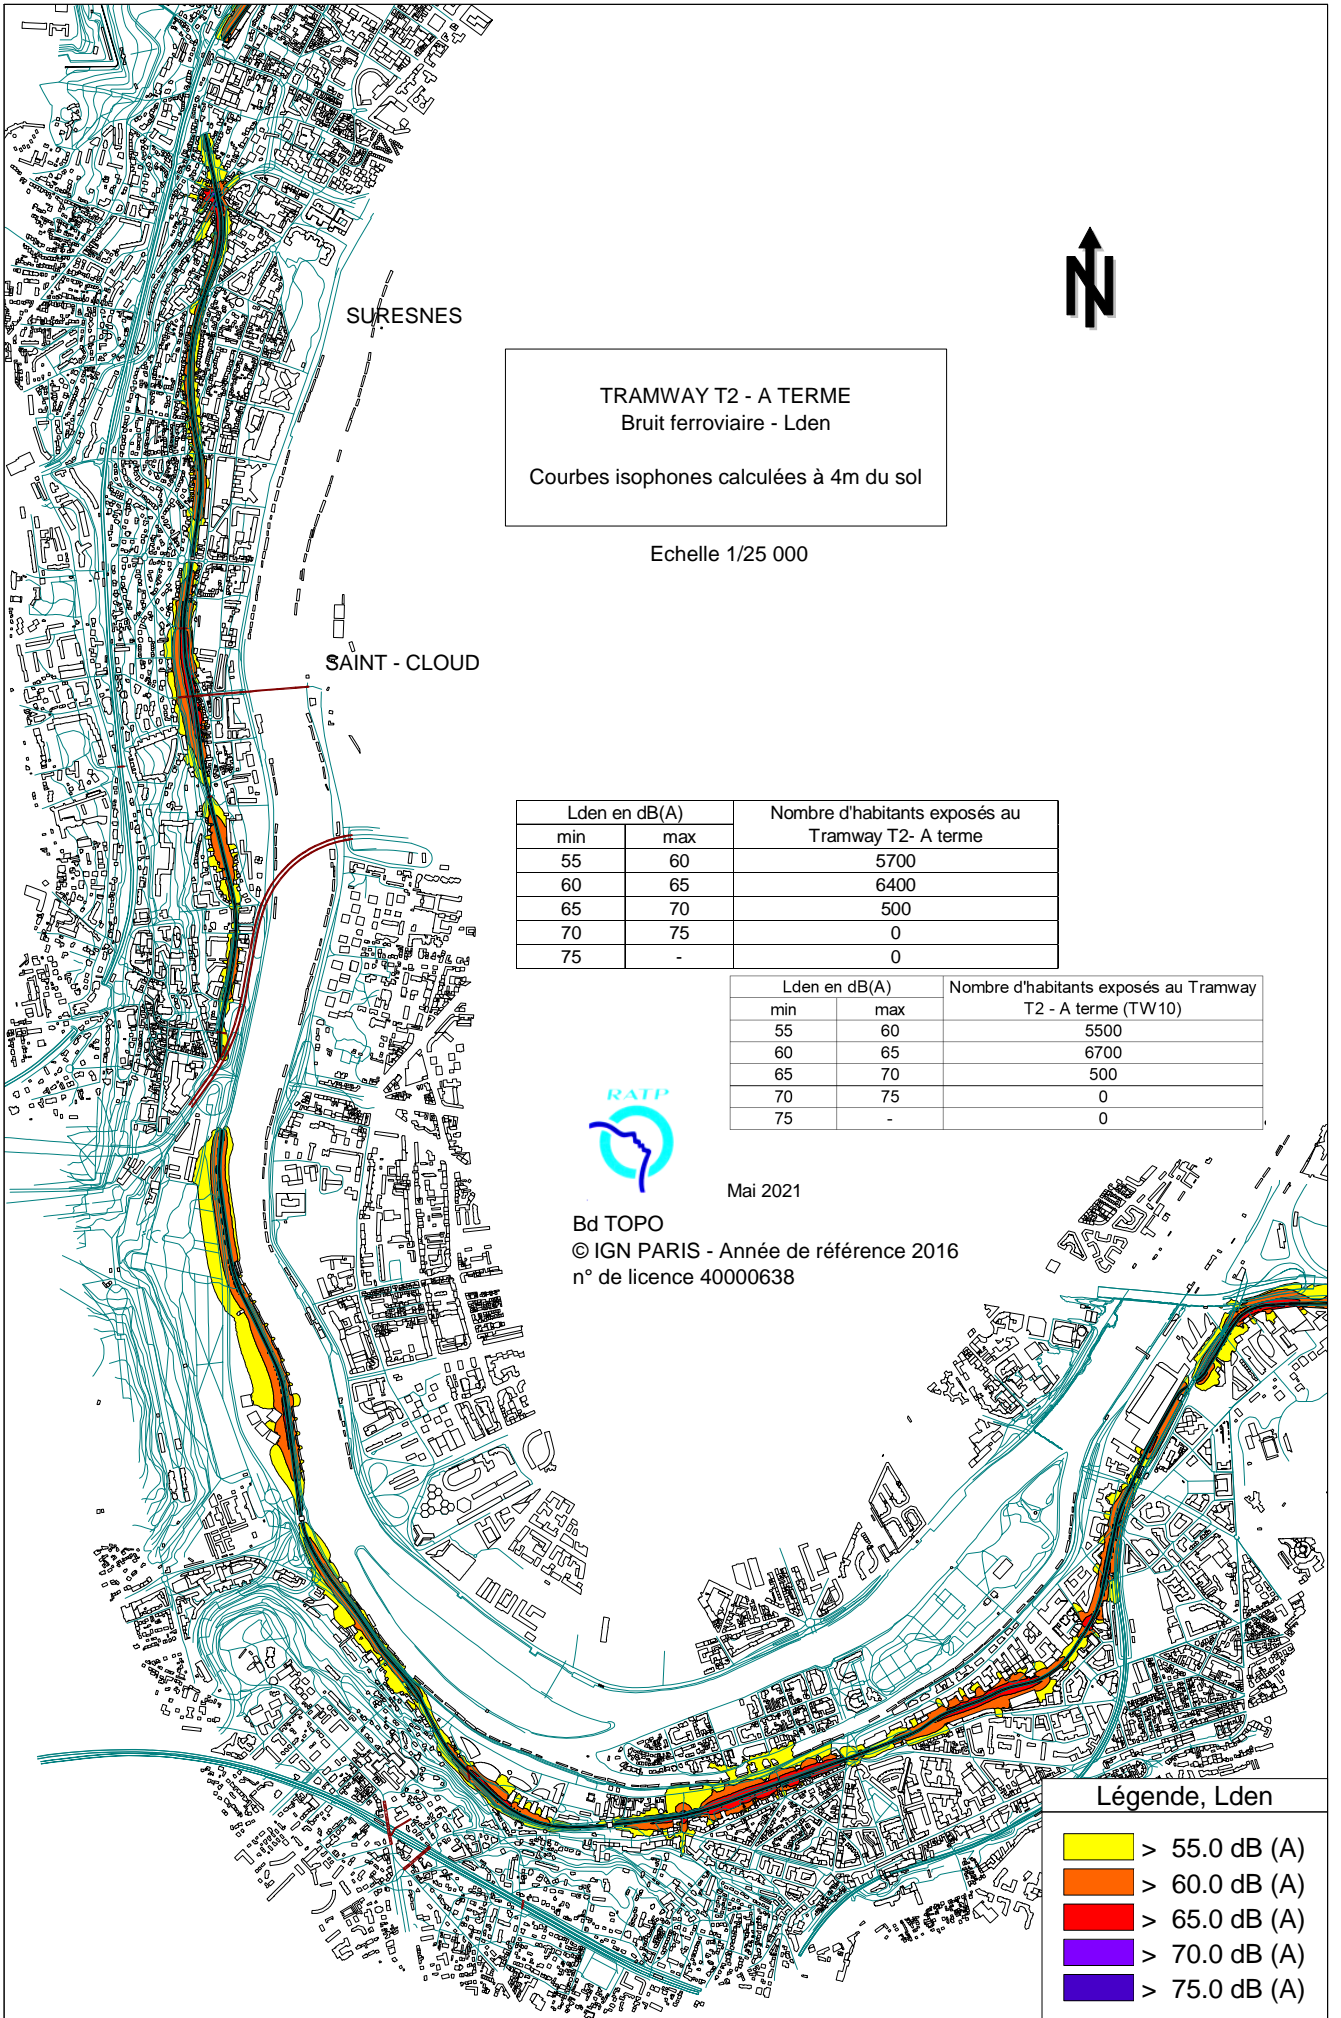 N
SURESNES
TRAMWAY T2 - A TERME
Bruit ferroviaire - Lden
Courbes isophones calculées à 4m du sol
Echelle 1/25 000
SAINT - CLOUD
Lden en dB(A) Nombre d'habitants exposés au
min max Tramway T2- A terme
55 60 5700
60 65 6400
65 70 500
70 75 0
75 - 0
Lden en dB(A) Nombre d'habitants exposés au Tramway
min max T2 - A terme (TW10)
55 60 5500
60 65 6700
65 70 500
70 75 0
75 - 0
RATP
Mai 2021
Bd TOPO
© IGN PARIS - Année de référence 2016
n° de licence 40000638
Légende, Lden
> 55.0 dB (A)
> 60.0 dB (A)
> 65.0 dB (A)
> 70.0 dB (A)
> 75.0 dB (A)